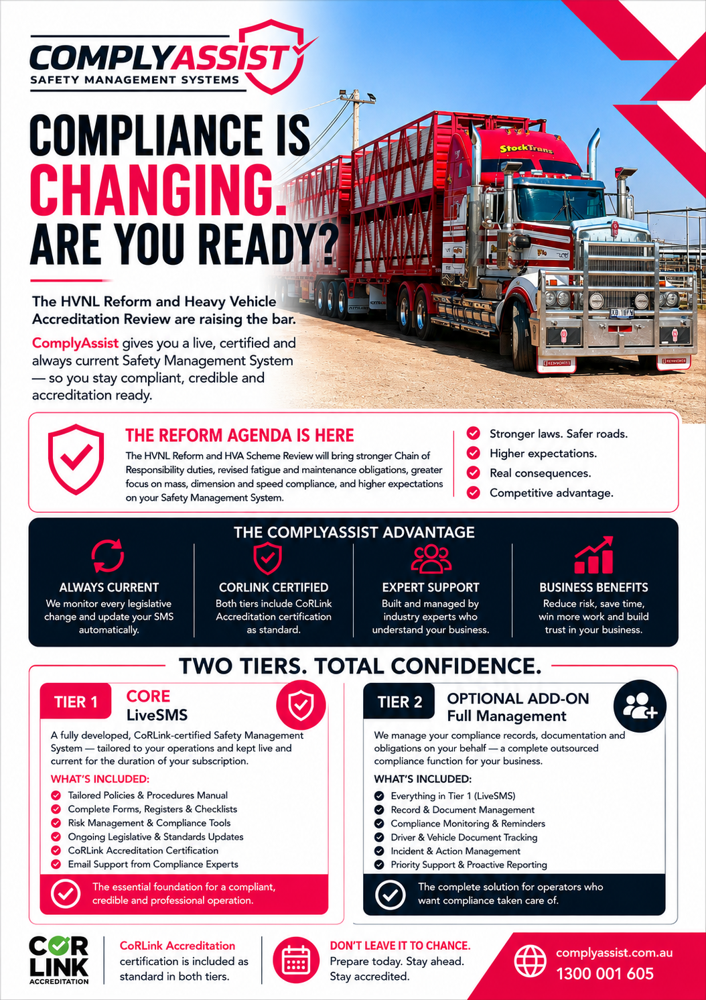 COMPLYASSIST
SAFETY MANAGEMENT SYSTEMS
COMPLIANCE IS
CHANGING.
ARE YOU READY?
StockTrans
The HVNL Reform and Heavy Vehicle
Accreditation Review are raising the bar.
ComplyAssist gives you a live, certified and
always current Safety Management System
— so you stay compliant, credible and
accreditation ready.
THE REFORM AGENDA IS HERE
The HVNL Reform and HVA Scheme Review will bring stronger Chain of
Responsibility duties, revised fatigue and maintenance obligations, greater
focus on mass, dimension and speed compliance, and higher expectations
on your Safety Management System.
Stronger laws. Safer roads.
Higher expectations.
Real consequences.
Competitive advantage.
THE COMPLYASSIST ADVANTAGE
ALWAYS CURRENT
We monitor every legislative
change and update your SMS
automatically.
CORLINK CERTIFIED
Both tiers include CoRLink
Accreditation certification
as standard.
EXPERT SUPPORT
Built and managed by
industry experts who
understand your business.
BUSINESS BENEFITS
Reduce risk, save time,
win more work and build
trust in your business.
TWO TIERS. TOTAL CONFIDENCE.
TIER 1
CORE
LiveSMS
A fully developed, CoRLink-certified Safety Management
System — tailored to your operations and kept live and
current for the duration of your subscription.
WHAT'S INCLUDED:
Tailored Policies & Procedures Manual
Complete Forms, Registers & Checklists
Risk Management & Compliance Tools
Ongoing Legislative & Standards Updates
CoRLink Accreditation Certification
Email Support from Compliance Experts
The essential foundation for a compliant,
credible and professional operation.
TIER 2
OPTIONAL ADD-ON
Full Management
We manage your compliance records, documentation and
obligations on your behalf — a complete outsourced
compliance function for your business.
WHAT'S INCLUDED:
Everything in Tier 1 (LiveSMS)
Record & Document Management
Compliance Monitoring & Reminders
Driver & Vehicle Document Tracking
Incident & Action Management
Priority Support & Proactive Reporting
The complete solution for operators who
want compliance taken care of.
COR
LINK
ACCREDITATION
CoRLink Accreditation
certification is included as
standard in both tiers.
DON'T LEAVE IT TO CHANCE.
Prepare today. Stay ahead.
Stay accredited.
complyassist.com.au
1300 001 605